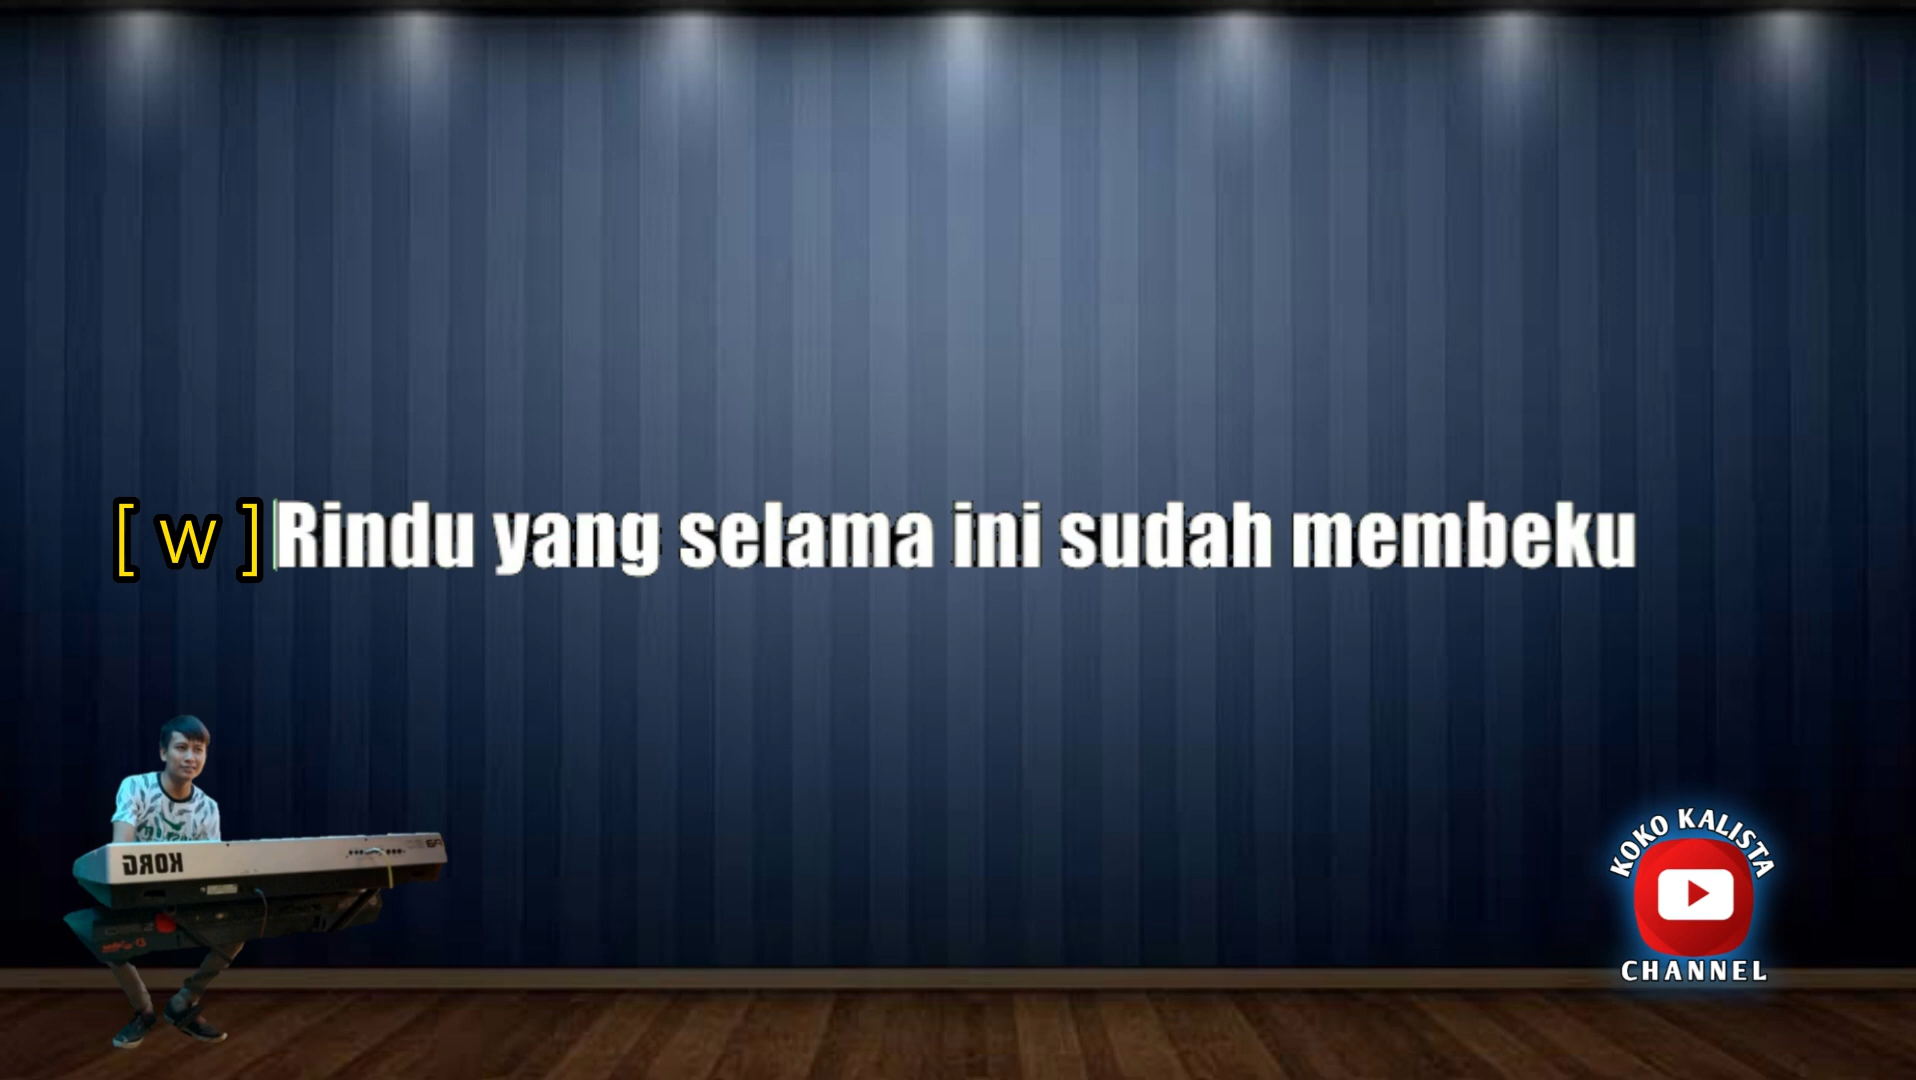 [ w ] Rindu yang selama ini sudah membeku
KORG
KOKO KALISTA
CHANNEL